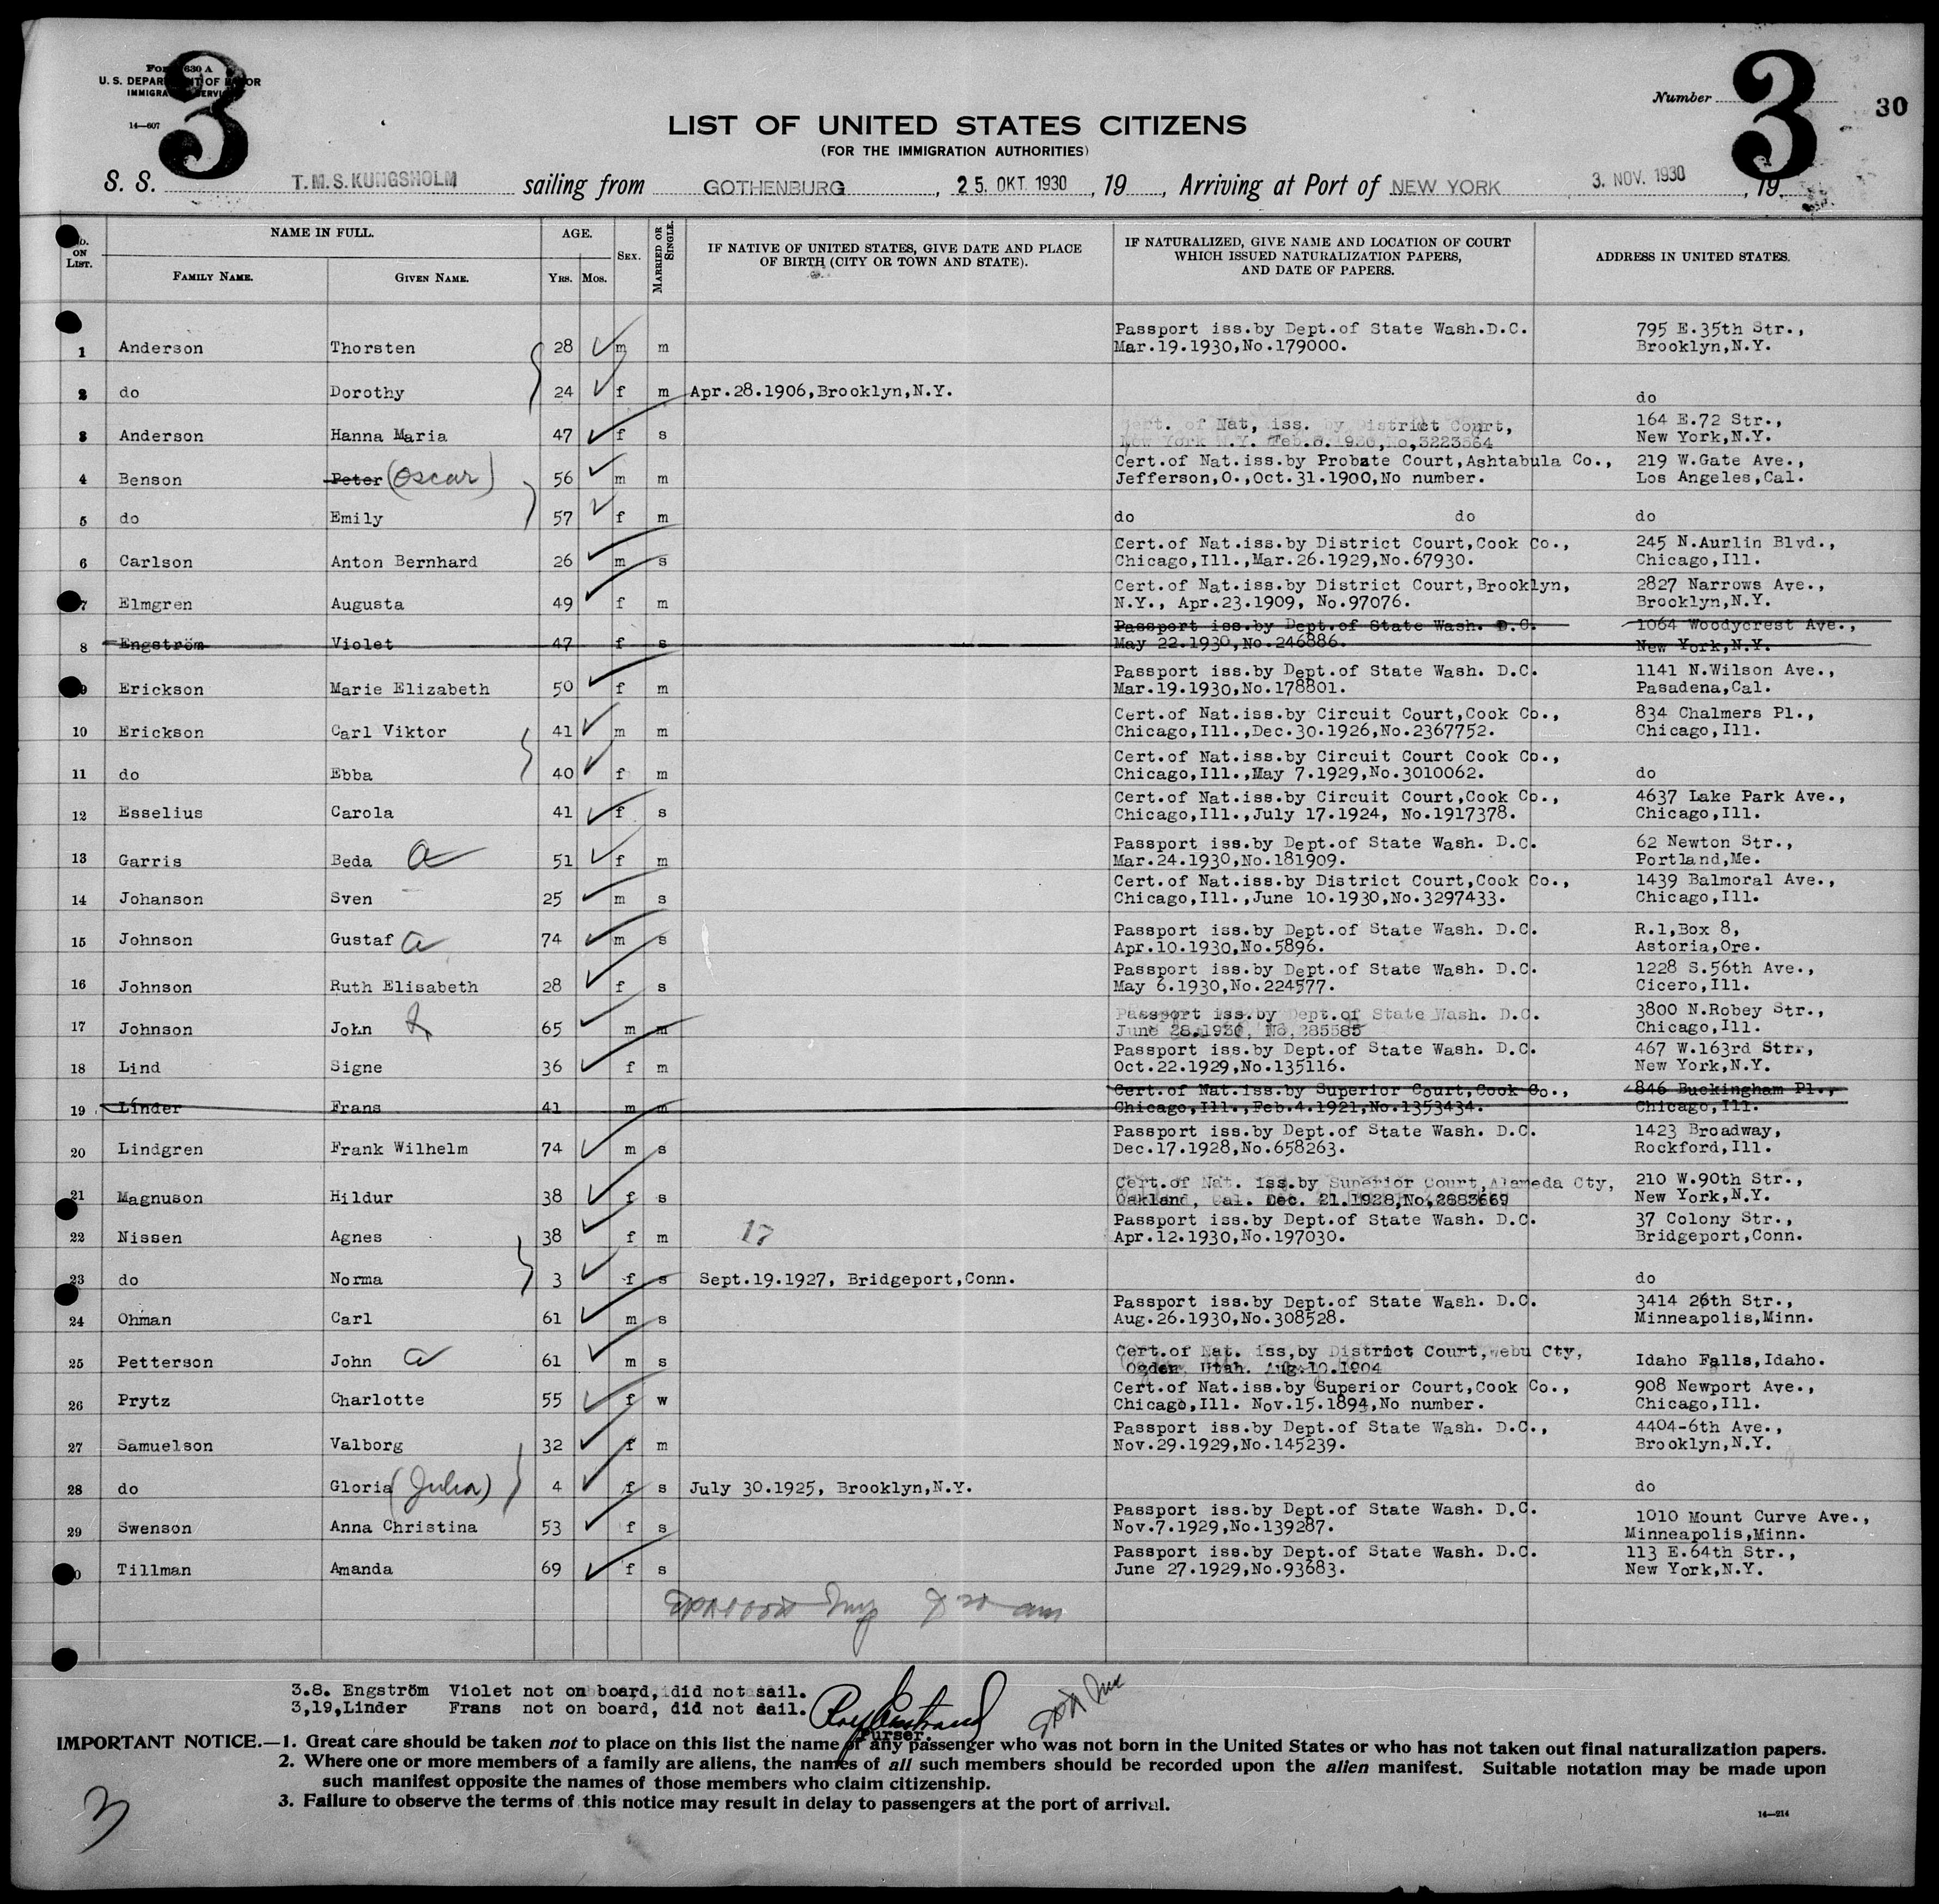 Form 630 A
U. S. DEPARTMENT OF LABOR
IMMIGRATION SERVICE
14—607
3
Number
3
30
LIST OF UNITED STATES CITIZENS
(FOR THE IMMIGRATION AUTHORITIES)
S. S. T.M.S. KUNGSHOLM sailing from GOTHENBURG, 25. OKT. 1930, 19, Arriving at Port of NEW YORK 3. NOV. 1930, 19
No. ON LIST. NAME IN FULL. FAMILY NAME. GIVEN NAME. AGE. YRS. MOS. SEX. MARRIED OR SINGLE. IF NATIVE OF UNITED STATES, GIVE DATE AND PLACE OF BIRTH (CITY OR TOWN AND STATE). IF NATURALIZED, GIVE NAME AND LOCATION OF COURT WHICH ISSUED NATURALIZATION PAPERS, AND DATE OF PAPERS. ADDRESS IN UNITED STATES.
1 Anderson Thorsten 28 m m Passport iss.by Dept.of State Wash.D.C. Mar.19.1930,No.179000. 795 E.35th Str., Brooklyn,N.Y.
2 do Dorothy 24 f m Apr.28.1906,Brooklyn,N.Y. do
3 Anderson Hanna Maria 47 f s Cert. of Nat, iss. by District Court, New York N.Y. Feb.8.1930,No,3223564 164 E.72 Str., New York,N.Y.
4 Benson Peter (Oscar) 56 m m Cert.of Nat.iss.by Probate Court,Ashtabula Co., Jefferson,O.,Oct.31.1900,No number. 219 W.Gate Ave., Los Angeles,Cal.
5 do Emily 57 f m do do do
6 Carlson Anton Bernhard 26 m s Cert.of Nat.iss.by District Court,Cook Co., Chicago,Ill.,Mar.26.1929,No.67930. 245 N.Aurlin Blvd., Chicago,Ill.
7 Elmgren Augusta 49 f m Cert.of Nat.iss.by District Court,Brooklyn, N.Y., Apr.23.1909, No.97076. 2827 Narrows Ave., Brooklyn,N.Y.
8 Engström Violet 47 f s Passport iss.by Dept.of State Wash. D.C. May 22.1930,No.246886. 1064 Woodycrest Ave., New York,N.Y.
9 Erickson Marie Elizabeth 50 f m Passport iss.by Dept.of State Wash. D.C. Mar.19.1930,No.178801. 1141 N.Wilson Ave., Pasadena,Cal.
10 Erickson Carl Viktor 41 m m Cert.of Nat.iss.by Circuit Court,Cook Co., Chicago,Ill.,Dec.30.1926,No.2367752. 834 Chalmers Pl., Chicago,Ill.
11 do Ebba 40 f m Cert.of Nat.iss.by Circuit Court Cook Co., Chicago,Ill.,May 7.1929,No.3010062. do
12 Esselius Carola 41 f s Cert.of Nat.iss.by Circuit Court,Cook Co., Chicago,Ill.,July 17.1924, No.1917378. 4637 Lake Park Ave., Chicago,Ill.
13 Garris Beda a 51 f m Passport iss.by Dept.of State Wash. D.C. Mar.24.1930,No.181909. 62 Newton Str., Portland,Me.
14 Johanson Sven 25 m s Cert.of Nat.iss.by District Court,Cook Co., Chicago,Ill.,June 10.1930,No.3297433. 1439 Balmoral Ave., Chicago,Ill.
15 Johnson Gustaf a 74 m s Passport iss.by Dept.of State Wash. D.C. Apr.10.1930,No.5896. R.1,Box 8, Astoria,Ore.
16 Johnson Ruth Elisabeth 28 f s Passport iss.by Dept.of State Wash. D.C. May 6.1930,No.224577. 1228 S.56th Ave., Cicero,Ill.
17 Johnson John 65 m m Passport iss.by Dept.of State Wash. D.C. June 28.1930, No,285585 3800 N.Robey Str., Chicago,Ill.
18 Lind Signe 36 f m Passport iss.by Dept.of State Wash. D.C. Oct.22.1929,No.135116. 467 W.163rd Str., New York,N.Y.
19 Linder Frans 41 m m Cert.of Nat.iss.by Superior Court,Cook Co., Chicago,Ill.,Feb.4.1921,No.1353434. 846 Buckingham Pl., Chicago,Ill.
20 Lindgren Frank Wilhelm 74 m s Passport iss.by Dept.of State Wash. D.C. Dec.17.1928,No.658263. 1423 Broadway, Rockford,Ill.
21 Magnuson Hildur 38 f s Cert.of Nat. iss.by Superior Court,Alameda Cty, Oakland, Cal. Dec. 21.1928,No,2883669 210 W.90th Str., New York,N.Y.
22 Nissen Agnes 38 f m 17 Passport iss.by Dept.of State Wash. D.C. Apr.12.1930,No.197030. 37 Colony Str., Bridgeport,Conn.
23 do Norma 3 f s Sept.19.1927, Bridgeport,Conn. do
24 Ohman Carl 61 m s Passport iss.by Dept.of State Wash. D.C. Aug.26.1930,No.308528. 3414 26th Str., Minneapolis,Minn.
25 Petterson John a 61 m s Cert.of Nat. iss,by District Court,Webu Cty, Ogden, Utah. Aug.10.1904 Idaho Falls,Idaho.
26 Prytz Charlotte 55 f w Cert.of Nat.iss.by Superior Court,Cook Co., Chicago,Ill. Nov.15.1894,No number. 908 Newport Ave., Chicago,Ill.
27 Samuelson Valborg 32 f m Passport iss.by Dept.of State Wash. D.C., Nov.29.1929,No.145239. 4404-6th Ave., Brooklyn,N.Y.
28 do Gloria (Julia) 4 f s July 30.1925, Brooklyn,N.Y. do
29 Swenson Anna Christina 53 f s Passport iss.by Dept.of State Wash. D.C. Nov.7.1929,No.139287. 1010 Mount Curve Ave., Minneapolis,Minn.
30 Tillman Amanda 69 f s Passport iss.by Dept.of State Wash. D.C. June 27.1929,No.93683. 113 E.64th Str., New York,N.Y.
3.8. Engström Violet not on board, did not sail.
3,19,Linder Frans not on board, did not sail.
Purser.
IMPORTANT NOTICE.—1. Great care should be taken not to place on this list the name of any passenger who was not born in the United States or who has not taken out final naturalization papers.
2. Where one or more members of a family are aliens, the names of all such members should be recorded upon the alien manifest. Suitable notation may be made upon
such manifest opposite the names of those members who claim citizenship.
3. Failure to observe the terms of this notice may result in delay to passengers at the port of arrival.
14—214
3